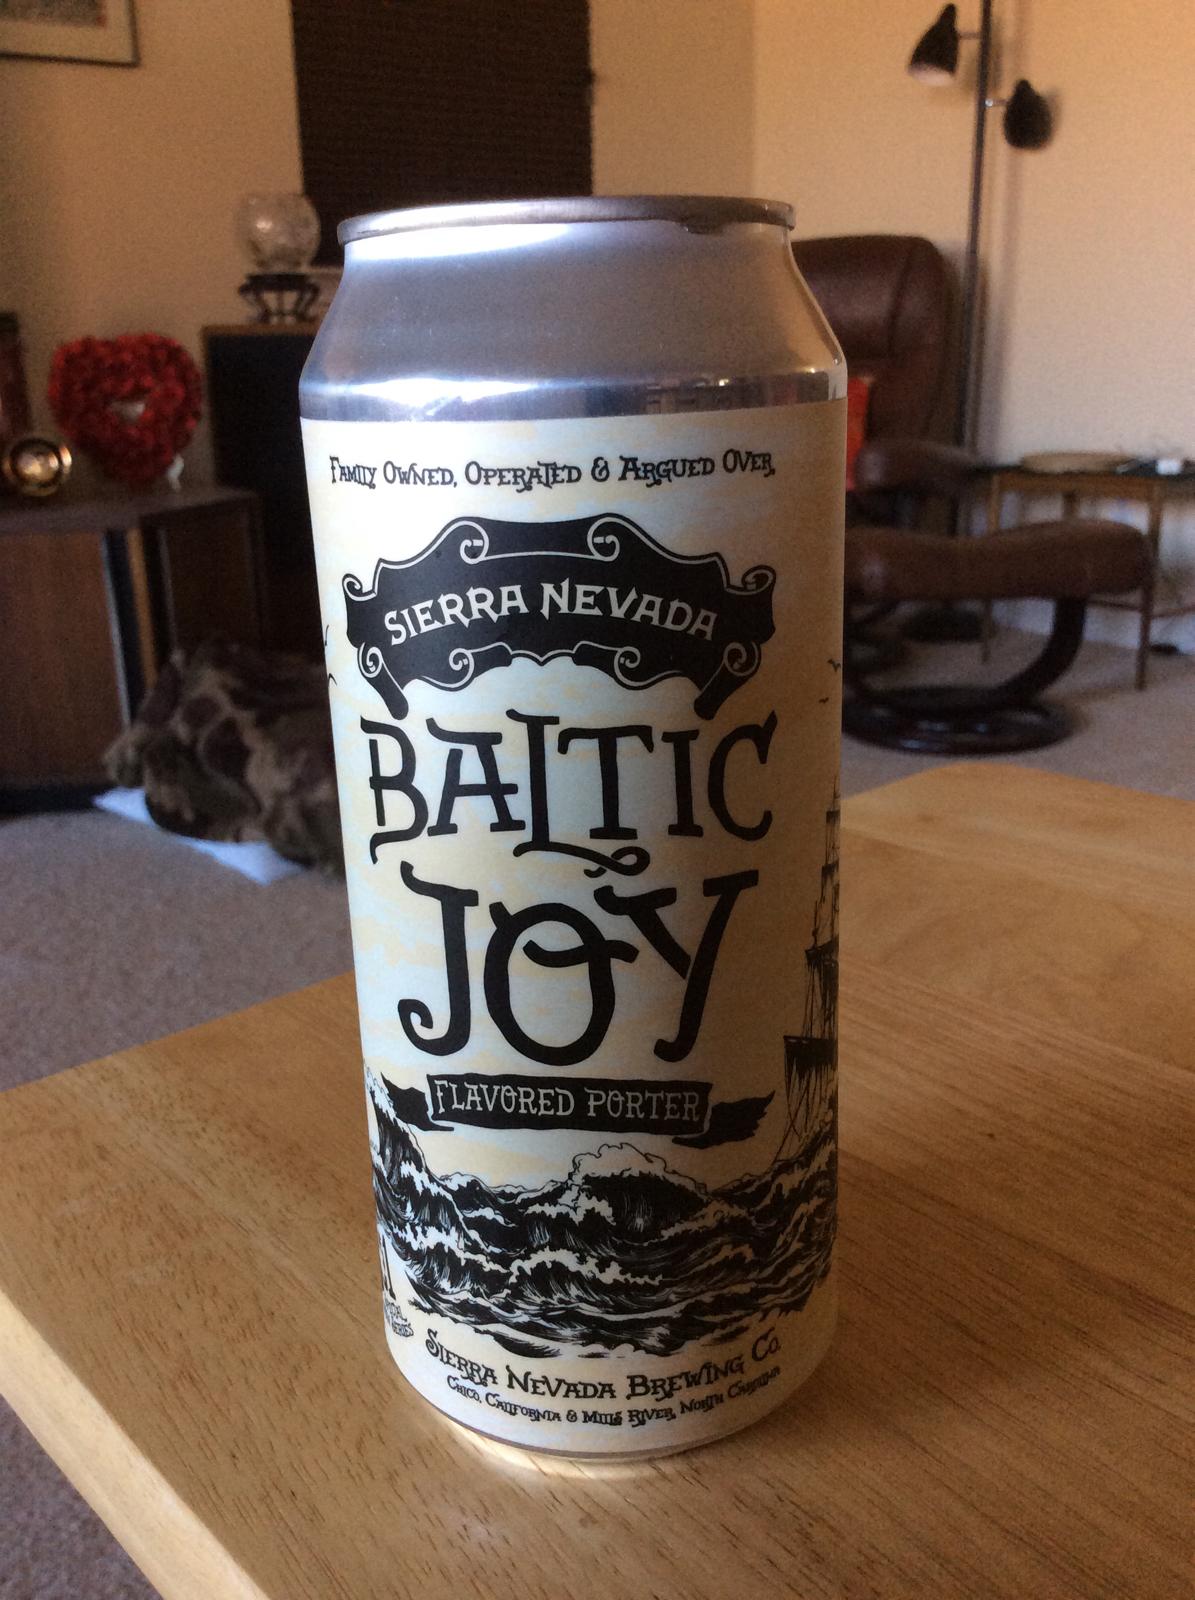 Family Owned, Operated & Argued Over
SIERRA NEVADA
BALTIC
JOY
FLAVORED PORTER
Sierra Nevada Brewing Co.
Chico, California & Mills River, North Carolina